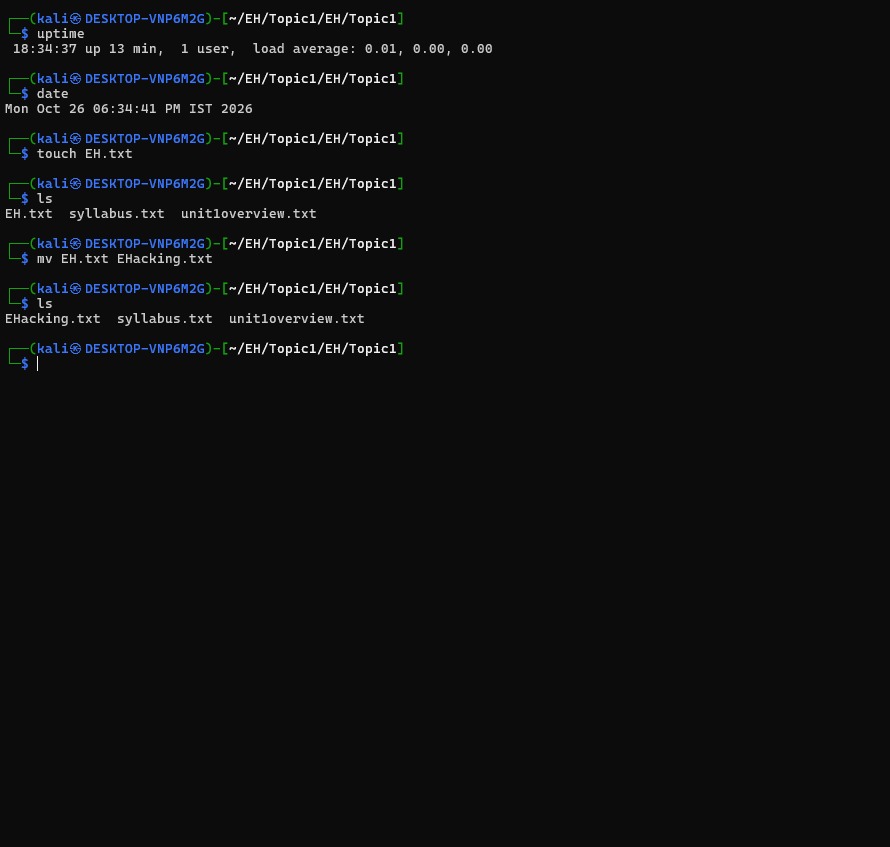 ┌──(kali㉿DESKTOP-VNP6M2G)-[~/EH/Topic1/EH/Topic1]
└─$ uptime
 18:34:37 up 13 min,  1 user,  load average: 0.01, 0.00, 0.00
┌──(kali㉿DESKTOP-VNP6M2G)-[~/EH/Topic1/EH/Topic1]
└─$ date
Mon Oct 26 06:34:41 PM IST 2026
┌──(kali㉿DESKTOP-VNP6M2G)-[~/EH/Topic1/EH/Topic1]
└─$ touch EH.txt
┌──(kali㉿DESKTOP-VNP6M2G)-[~/EH/Topic1/EH/Topic1]
└─$ ls
EH.txt  syllabus.txt  unit1overview.txt
┌──(kali㉿DESKTOP-VNP6M2G)-[~/EH/Topic1/EH/Topic1]
└─$ mv EH.txt EHacking.txt
┌──(kali㉿DESKTOP-VNP6M2G)-[~/EH/Topic1/EH/Topic1]
└─$ ls
EHacking.txt  syllabus.txt  unit1overview.txt
┌──(kali㉿DESKTOP-VNP6M2G)-[~/EH/Topic1/EH/Topic1]
└─$